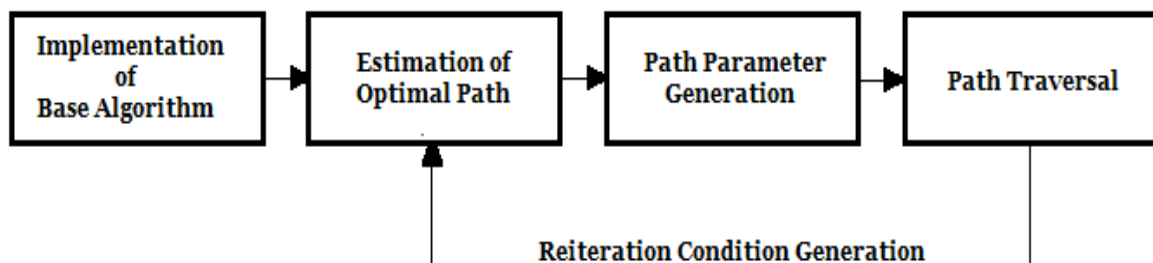 Implementation
of
Base Algorithm
Estimation of
Optimal Path
Path Parameter
Generation
Path Traversal
Reiteration Condition Generation